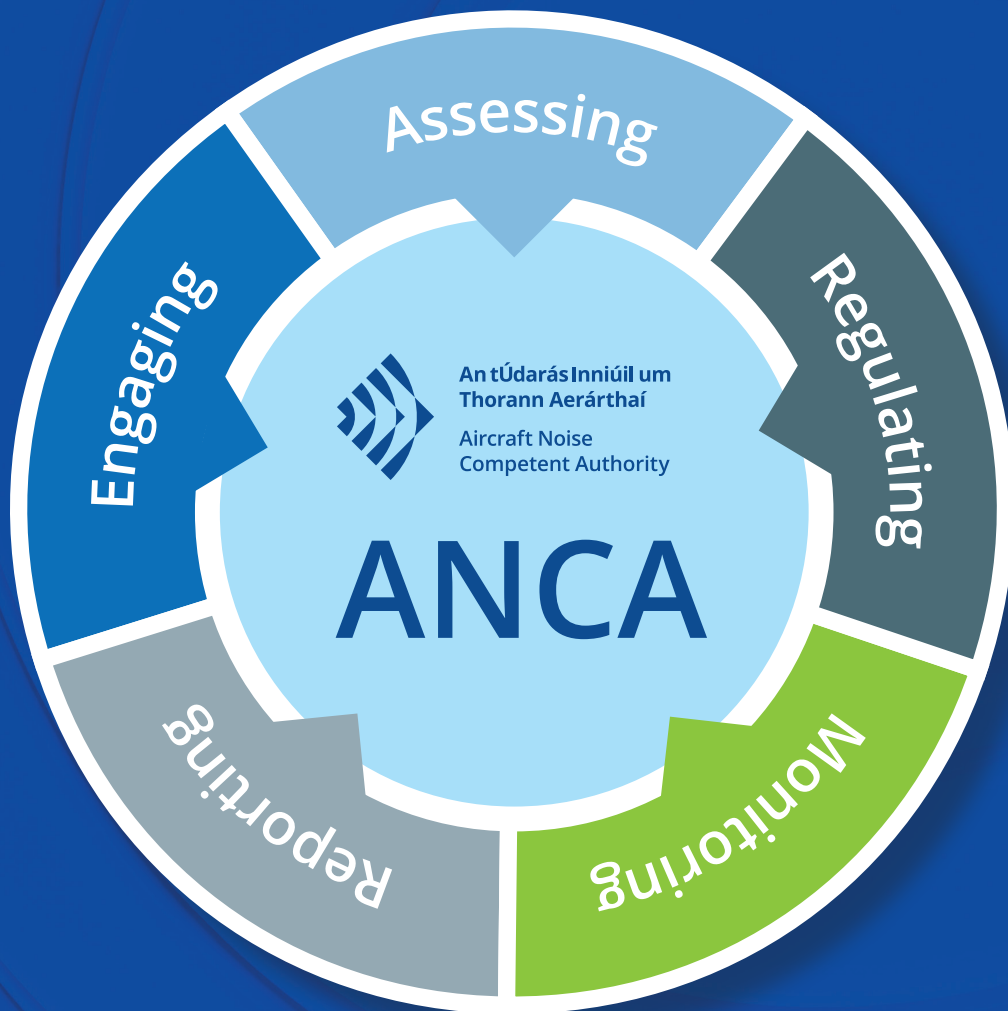 Assessing
Regulating
Monitoring
Reporting
Engaging
An tÚdarás Inniúil um
Thorann Aerárthaí
Aircraft Noise
Competent Authority
ANCA